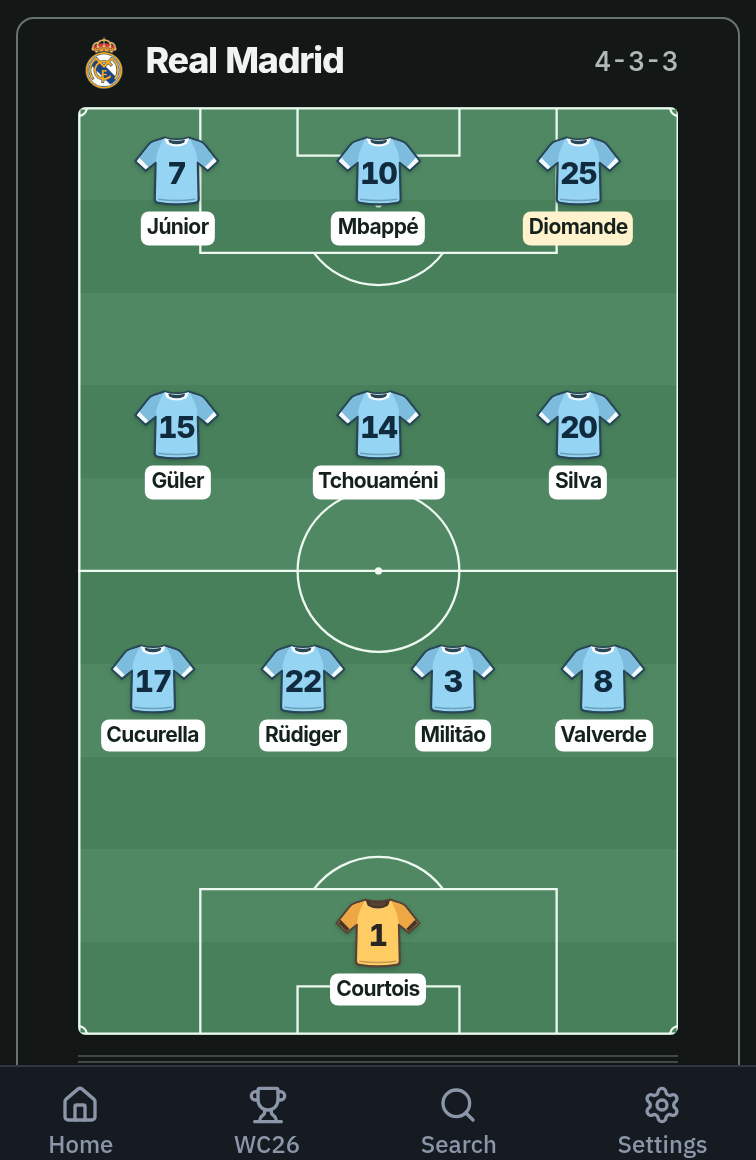 Real Madrid
4-3-3
7 10 25
Júnior Mbappé Diomande
15 14 20
Güler Tchouaméni Silva
17 22 3 8
Cucurella Rüdiger Militão Valverde
1
Courtois
Home WC26 Search Settings